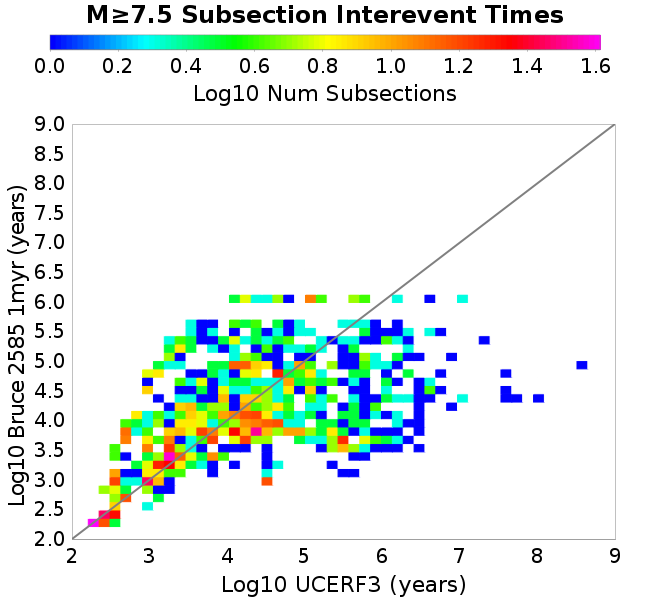 M≥7.5 Subsection Interevent Times
0.0 0.2 0.4 0.6 0.8 1.0 1.2 1.4 1.6
Log10 Num Subsections
Log10 Bruce 2585 1myr (years)
9.0
8.5
8.0
7.5
7.0
6.5
6.0
5.5
5.0
4.5
4.0
3.5
3.0
2.5
2.0
2 3 4 5 6 7 8 9
Log10 UCERF3 (years)